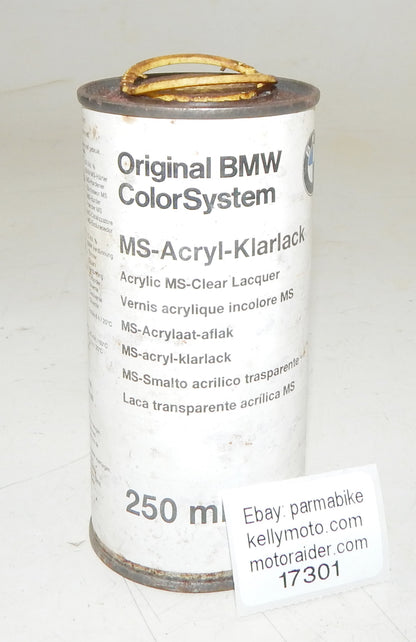 Original BMW
ColorSystem
MS-Acryl-Klarlack
Acrylic MS-Clear Lacquer
Vernis acrylique incolore MS
MS-Acrylaat-aflak
MS-acryl-klarlack
MS-Smalto acrilico trasparente
Laca transparente acrílica MS
250 ml
Ebay: parmabike
kellymoto.com
motoraider.com
17301